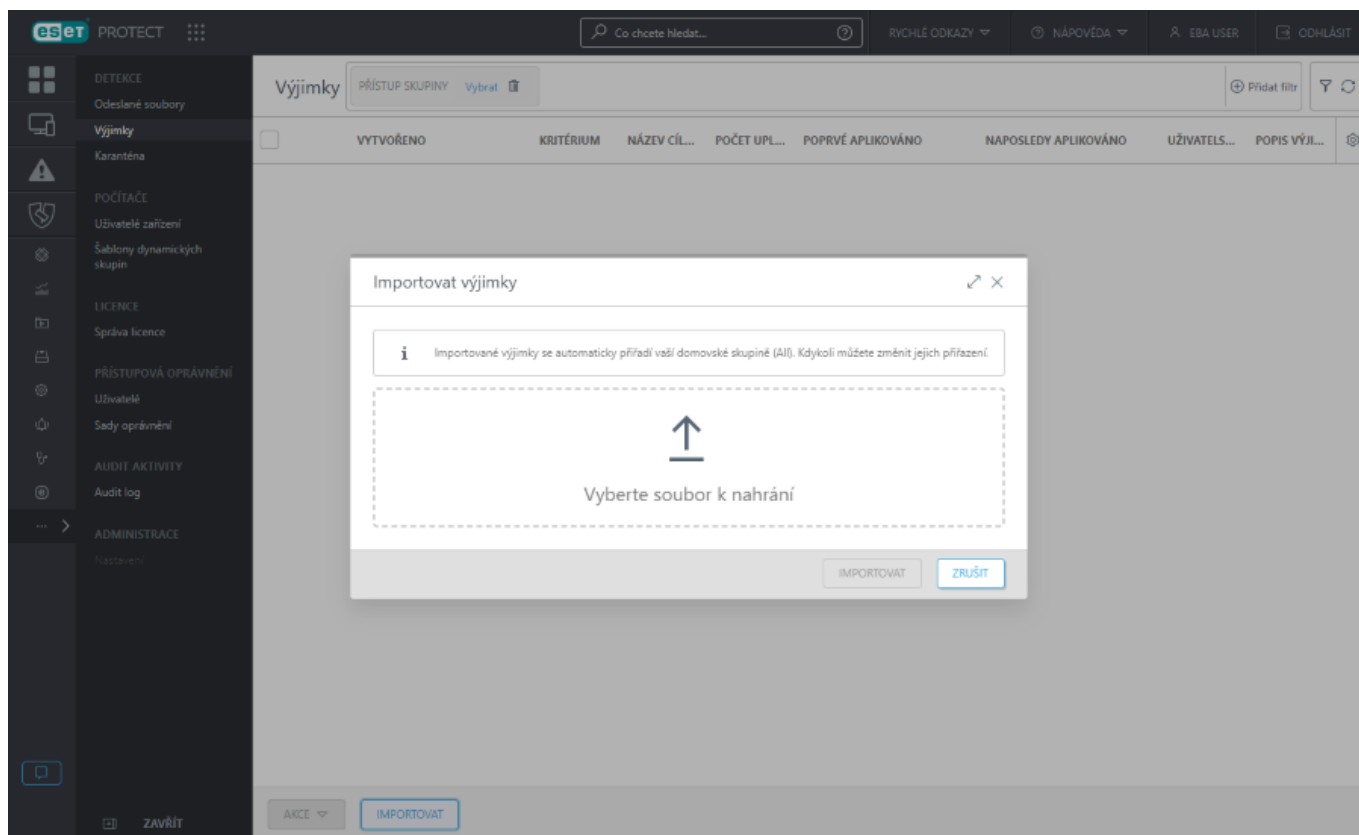 eset PROTECT
Co chcete hledat...
RYCHLÉ ODKAZY
NÁPOVĚDA
EBA USER
ODHLÁSIT
DETEKCE
Odeslané soubory
Výjimky
Karanténa
POČÍTAČE
Uživatelé zařízení
Šablony dynamických
skupin
LICENCE
Správa licence
PŘÍSTUPOVÁ OPRÁVNĚNÍ
Uživatelé
Sady oprávnění
AUDIT AKTIVITY
Audit log
ADMINISTRACE
Nastavení
ZAVŘÍT
Výjimky
PŘÍSTUP SKUPINY Vybrat
Přidat filtr
VYTVOŘENO KRITÉRIUM NÁZEV CÍL... POČET UPL... POPRVÉ APLIKOVÁNO NAPOSLEDY APLIKOVÁNO UŽIVATELS... POPIS VÝJI...
Importovat výjimky
Importované výjimky se automaticky přiřadí vaší domovské skupině (All). Kdykoli můžete změnit jejich přiřazení.
Vyberte soubor k nahrání
IMPORTOVAT
ZRUŠIT
AKCE
IMPORTOVAT